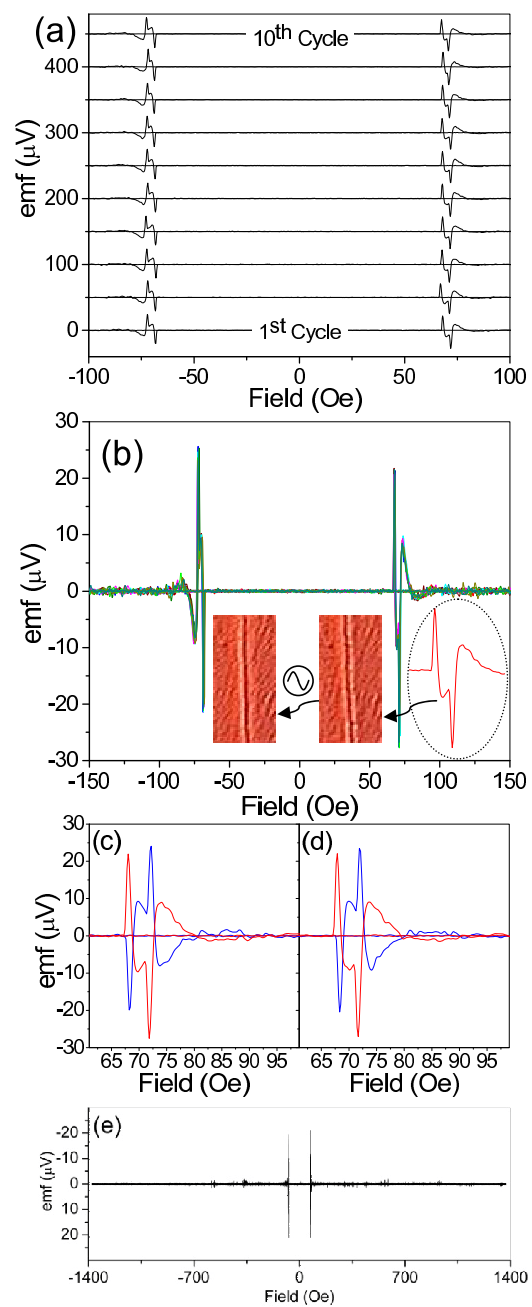 (a)
10th Cycle
400
300
200
100
0
1st Cycle
emf (μV)
-100 -50 0 50 100
Field (Oe)
(b)
30
20
10
0
-10
-20
-30
emf (μV)
-150 -100 -50 0 50 100 150
Field (Oe)
(c) (d)
30
20
10
0
-10
-20
-30
emf (μV)
65 70 75 80 85 90 95 65 70 75 80 85 90 95
Field (Oe) Field (Oe)
(e)
-20
-10
0
10
20
emf (μV)
-1400 -700 0 700 1400
Field (Oe)